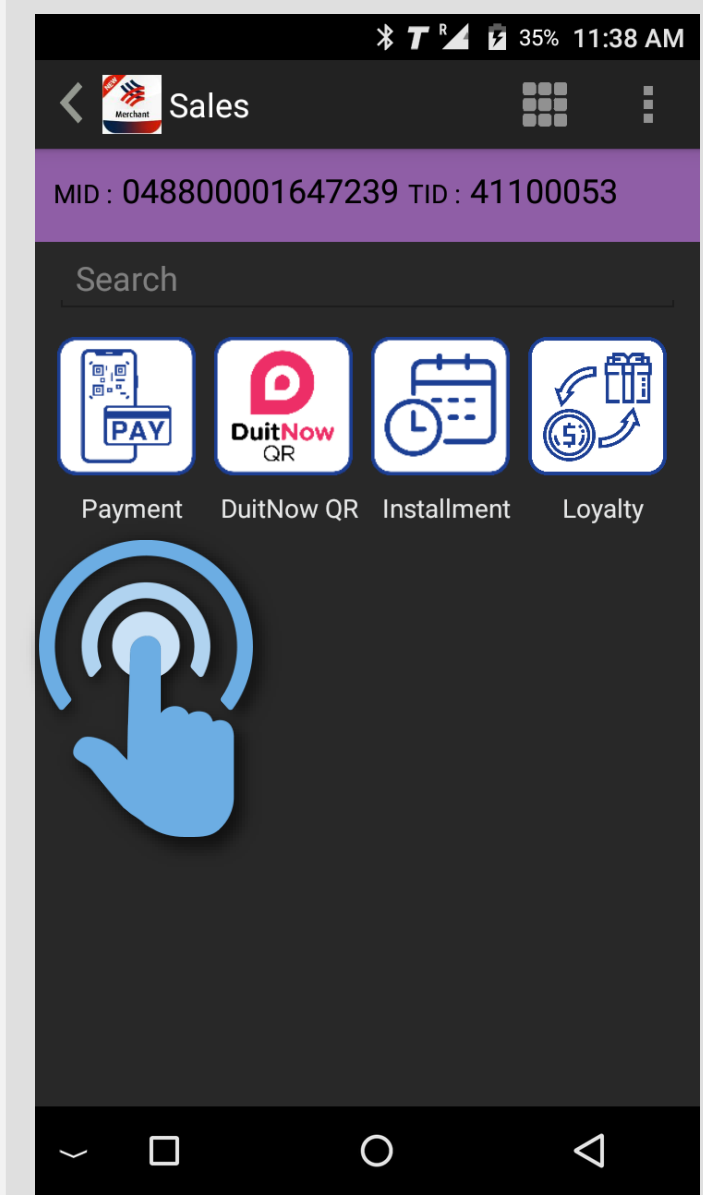 T R 35% 11:38 AM
NEW
Merchant
Sales
MID : 048800001647239 TID : 41100053
Search
PAY
DuitNow
QR
Payment DuitNow QR Installment Loyalty